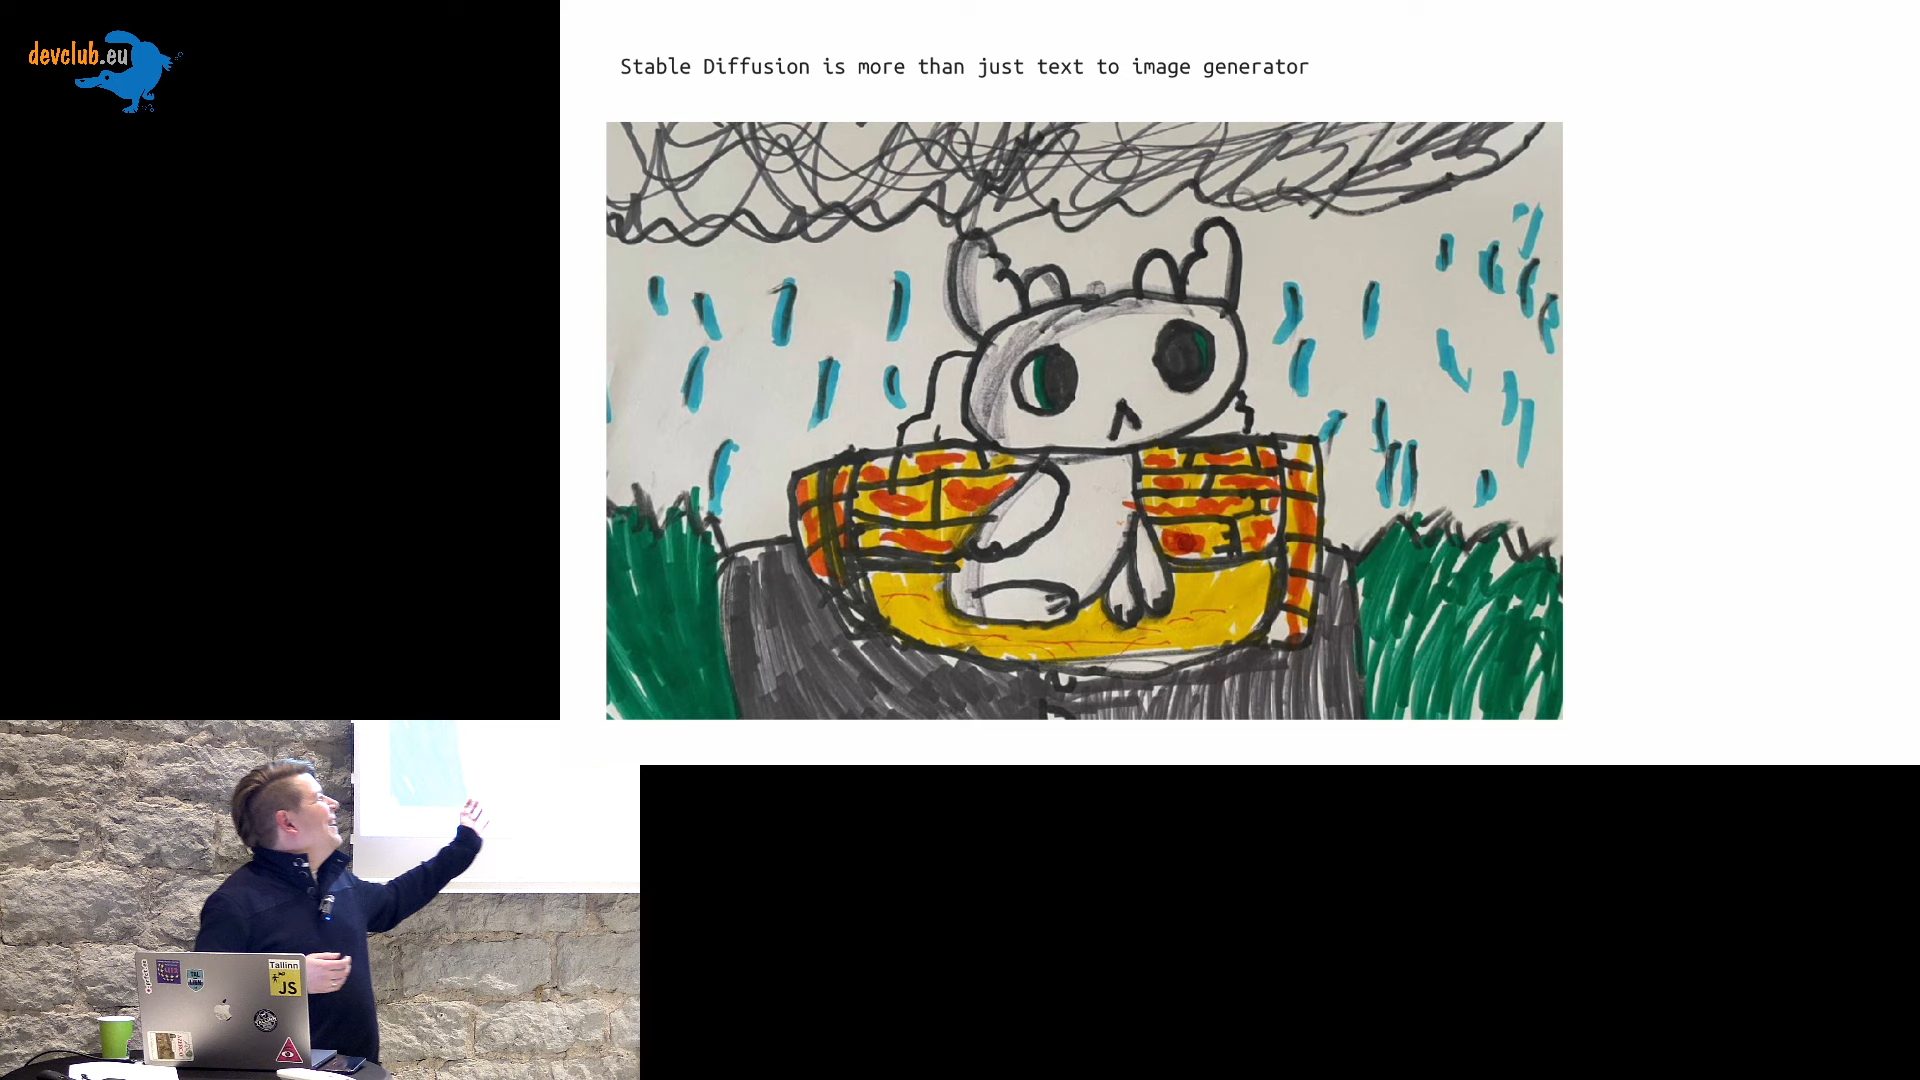 devclub.eu
Stable Diffusion is more than just text to image generator
Tallinn
JS